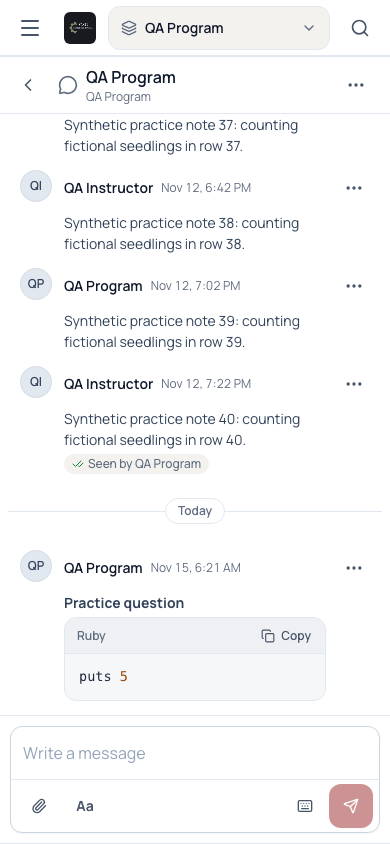 QA Program
QA Program
QA Program
Synthetic practice note 37: counting
fictional seedlings in row 37.
QI
QA Instructor Nov 12, 6:42 PM
Synthetic practice note 38: counting
fictional seedlings in row 38.
QP
QA Program Nov 12, 7:02 PM
Synthetic practice note 39: counting
fictional seedlings in row 39.
QI
QA Instructor Nov 12, 7:22 PM
Synthetic practice note 40: counting
fictional seedlings in row 40.
Seen by QA Program
Today
QP
QA Program Nov 15, 6:21 AM
Practice question
Ruby Copy
puts 5
Write a message
Aa